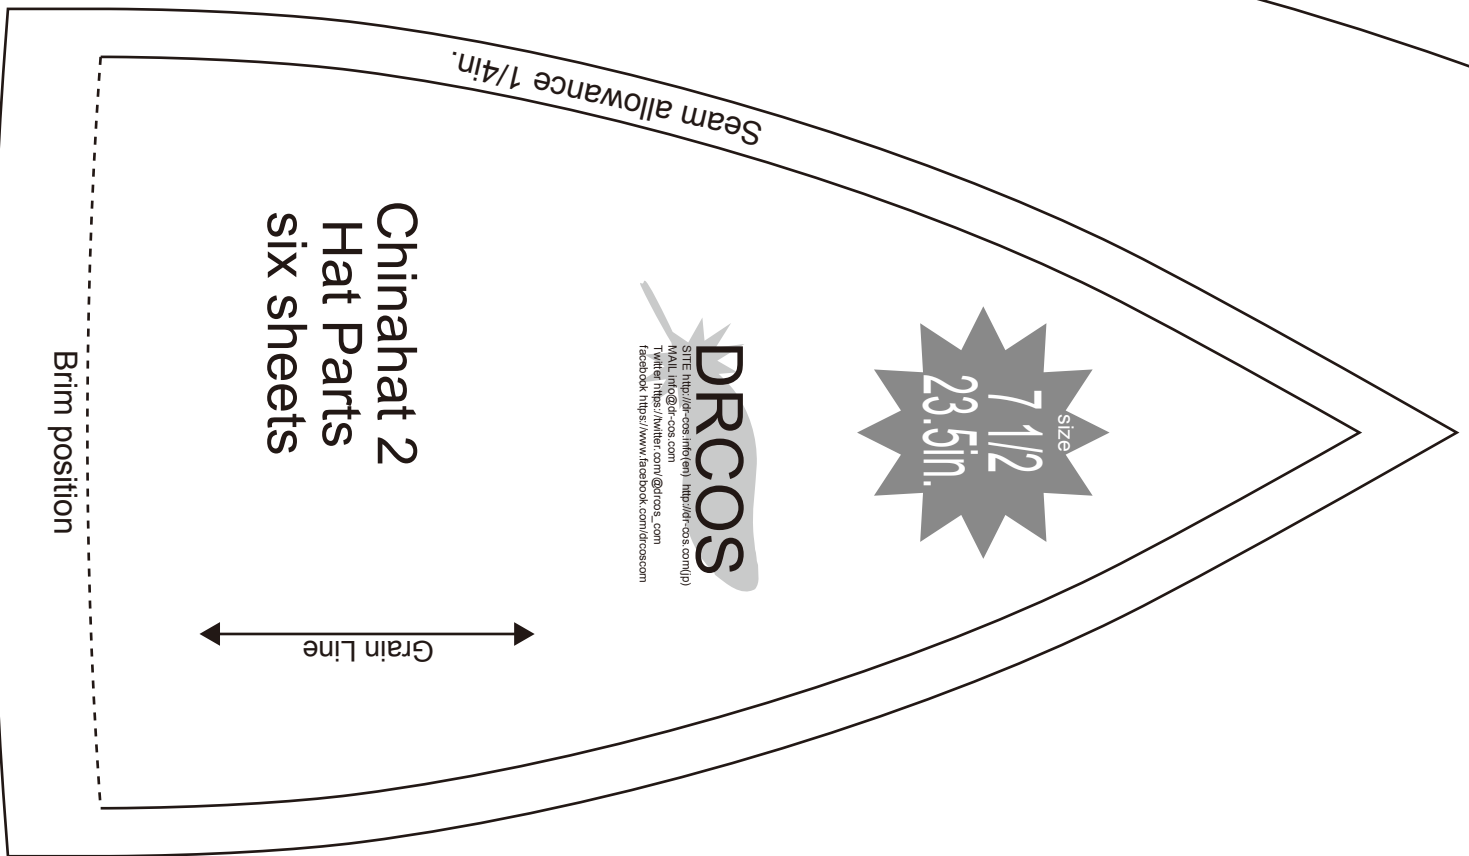 Seam allowance 1/4in.
Chinahat 2
Hat Parts
six sheets
Brim position
Grain Line
DRCOS
SITE http://dr-cos.info(en) http://dr-cos.com(jp)
MAIL info@dr-cos.com
Twitter https://twitter.com/@drcos_com
facebook https://www.facebook.com/drcoscom
size
7 1/2
23.5in.